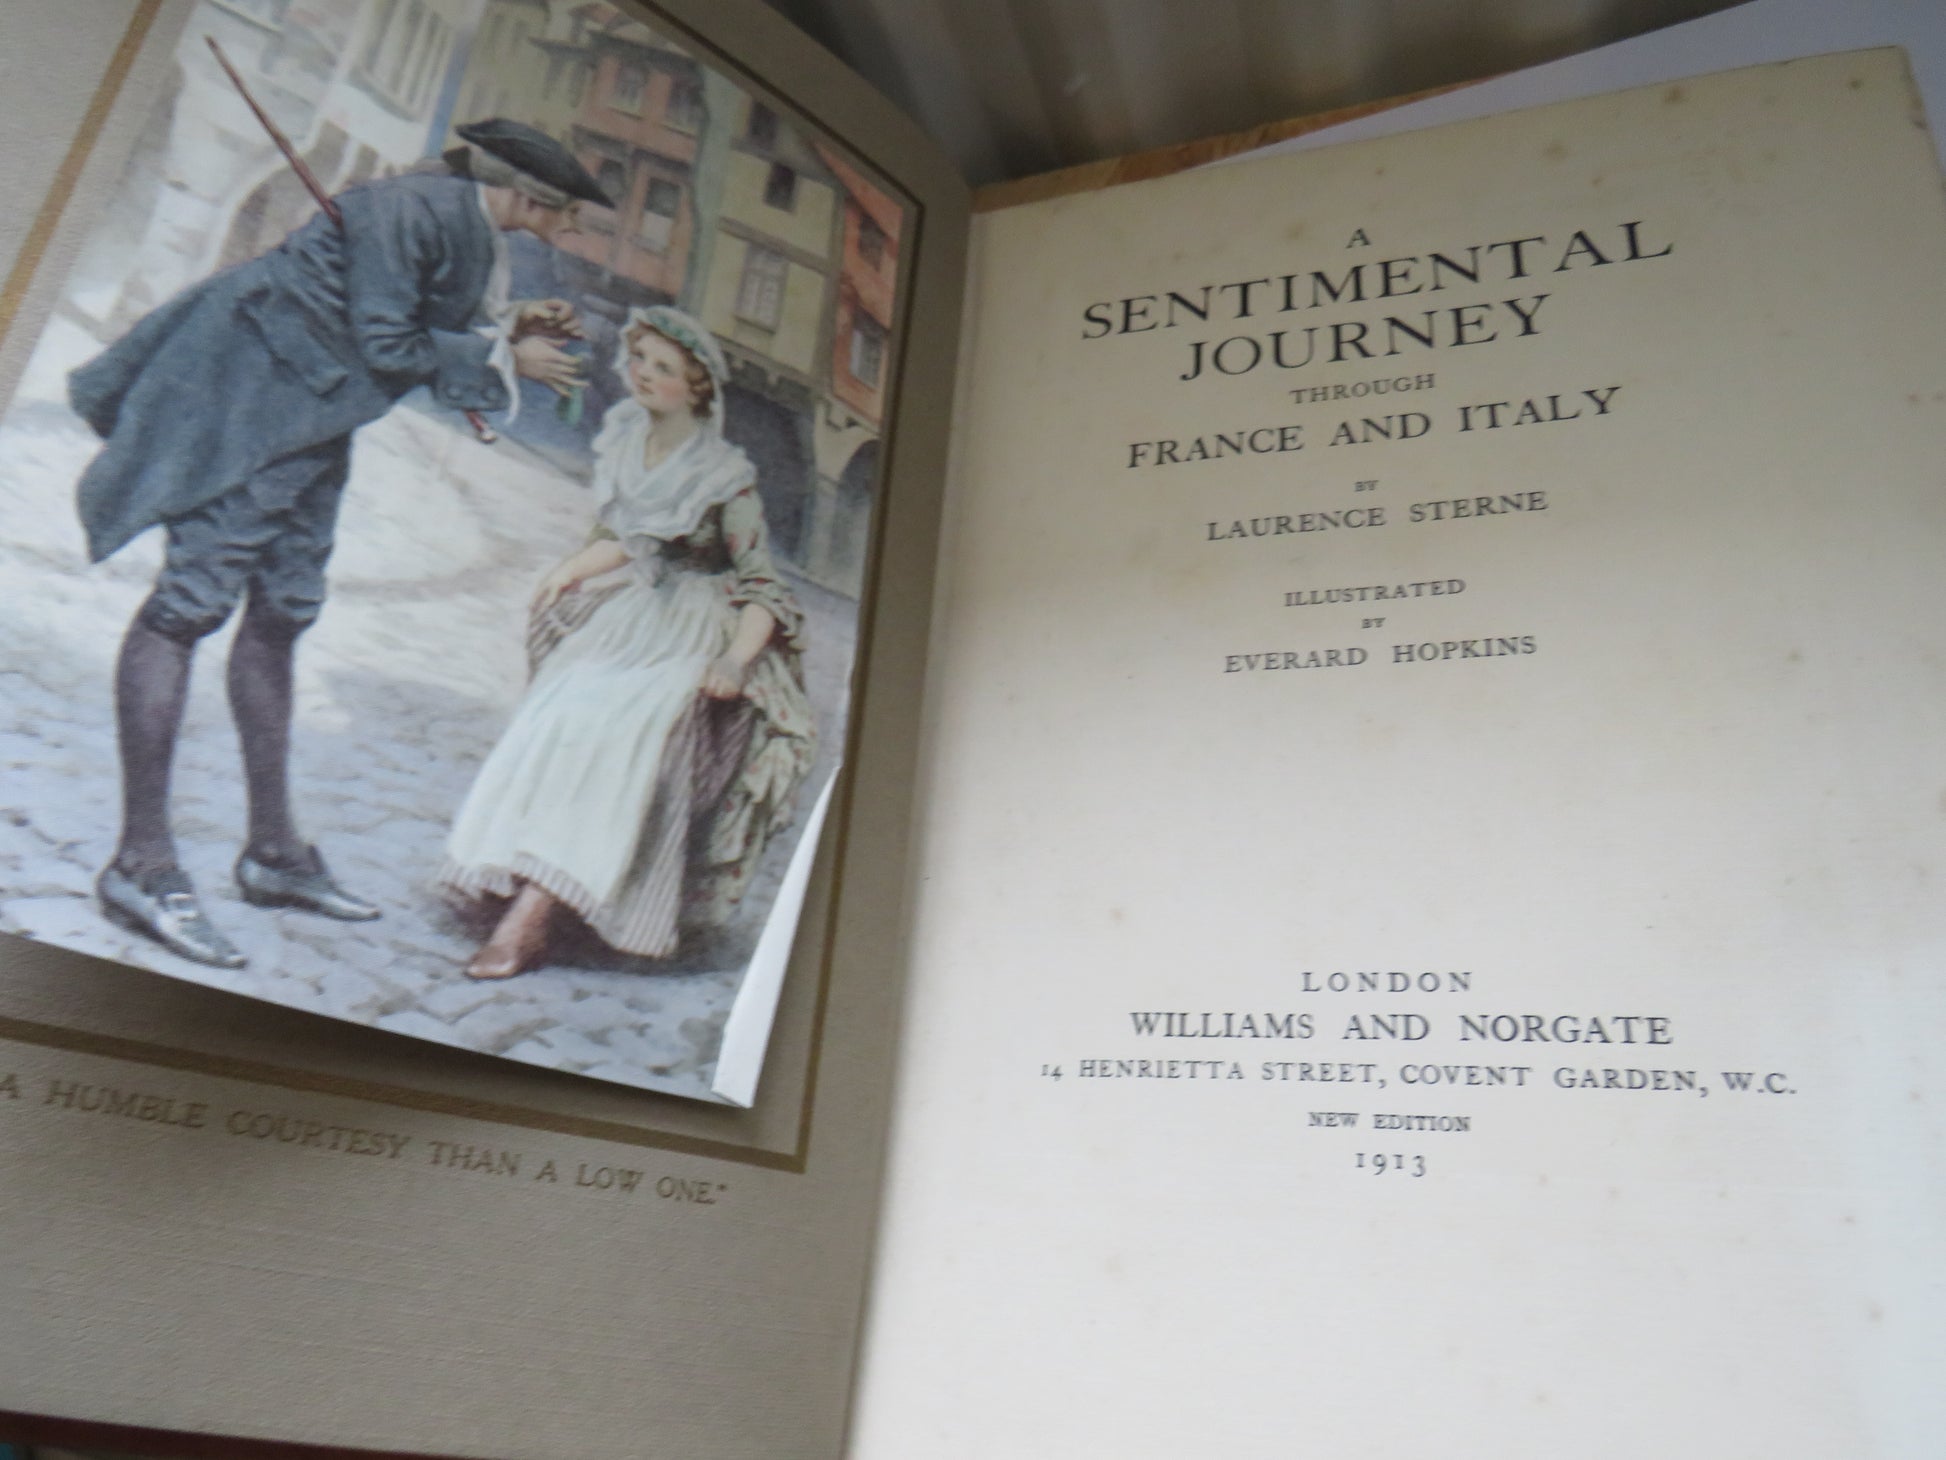 A HUMBLE COURTESY THAN A LOW ONE."
A
SENTIMENTAL
JOURNEY
THROUGH
FRANCE AND ITALY
BY
LAURENCE STERNE
ILLUSTRATED
BY
EVERARD HOPKINS
LONDON
WILLIAMS AND NORGATE
14 HENRIETTA STREET, COVENT GARDEN, W.C.
NEW EDITION
1913